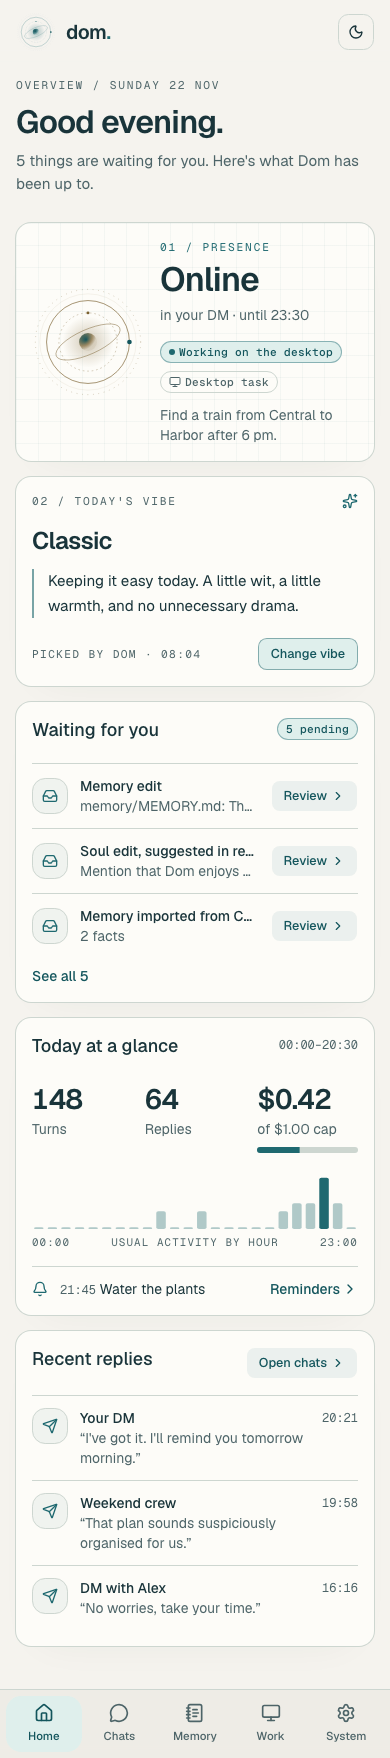 dom.
OVERVIEW / SUNDAY 22 NOV
Good evening.
5 things are waiting for you. Here's what Dom has
been up to.
01 / PRESENCE
Online
in your DM · until 23:30
Working on the desktop
Desktop task
Find a train from Central to
Harbor after 6 pm.
02 / TODAY'S VIBE
Classic
Keeping it easy today. A little wit, a little
warmth, and no unnecessary drama.
PICKED BY DOM · 08:04
Change vibe
Waiting for you
5 pending
Memory edit
memory/MEMORY.md: Th…
Review
Soul edit, suggested in re…
Mention that Dom enjoys …
Review
Memory imported from C…
2 facts
Review
See all 5
Today at a glance
00:00–20:30
148
Turns
64
Replies
$0.42
of $1.00 cap
00:00
USUAL ACTIVITY BY HOUR
23:00
21:45 Water the plants
Reminders
Recent replies
Open chats
Your DM
20:21
“I've got it. I'll remind you tomorrow
morning.”
Weekend crew
19:58
“That plan sounds suspiciously
organised for us.”
DM with Alex
16:16
“No worries, take your time.”
Home
Chats
Memory
Work
System